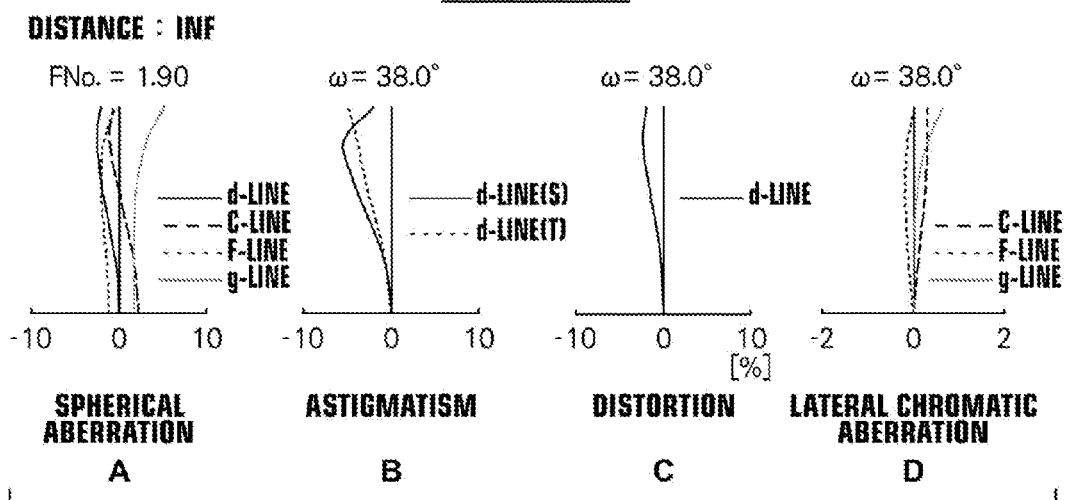 DISTANCE : INF
FNo. = 1.90
ω= 38.0°
ω= 38.0°
ω= 38.0°
d-LINE
C-LINE
F-LINE
g-LINE
d-LINE(S)
d-LINE(T)
d-LINE
C-LINE
F-LINE
g-LINE
-10 0 10
-10 0 10
-10 0 10
[%]
-2 0 2
SPHERICAL
ABERRATION
ASTIGMATISM
DISTORTION
LATERAL CHROMATIC
ABERRATION
A
B
C
D